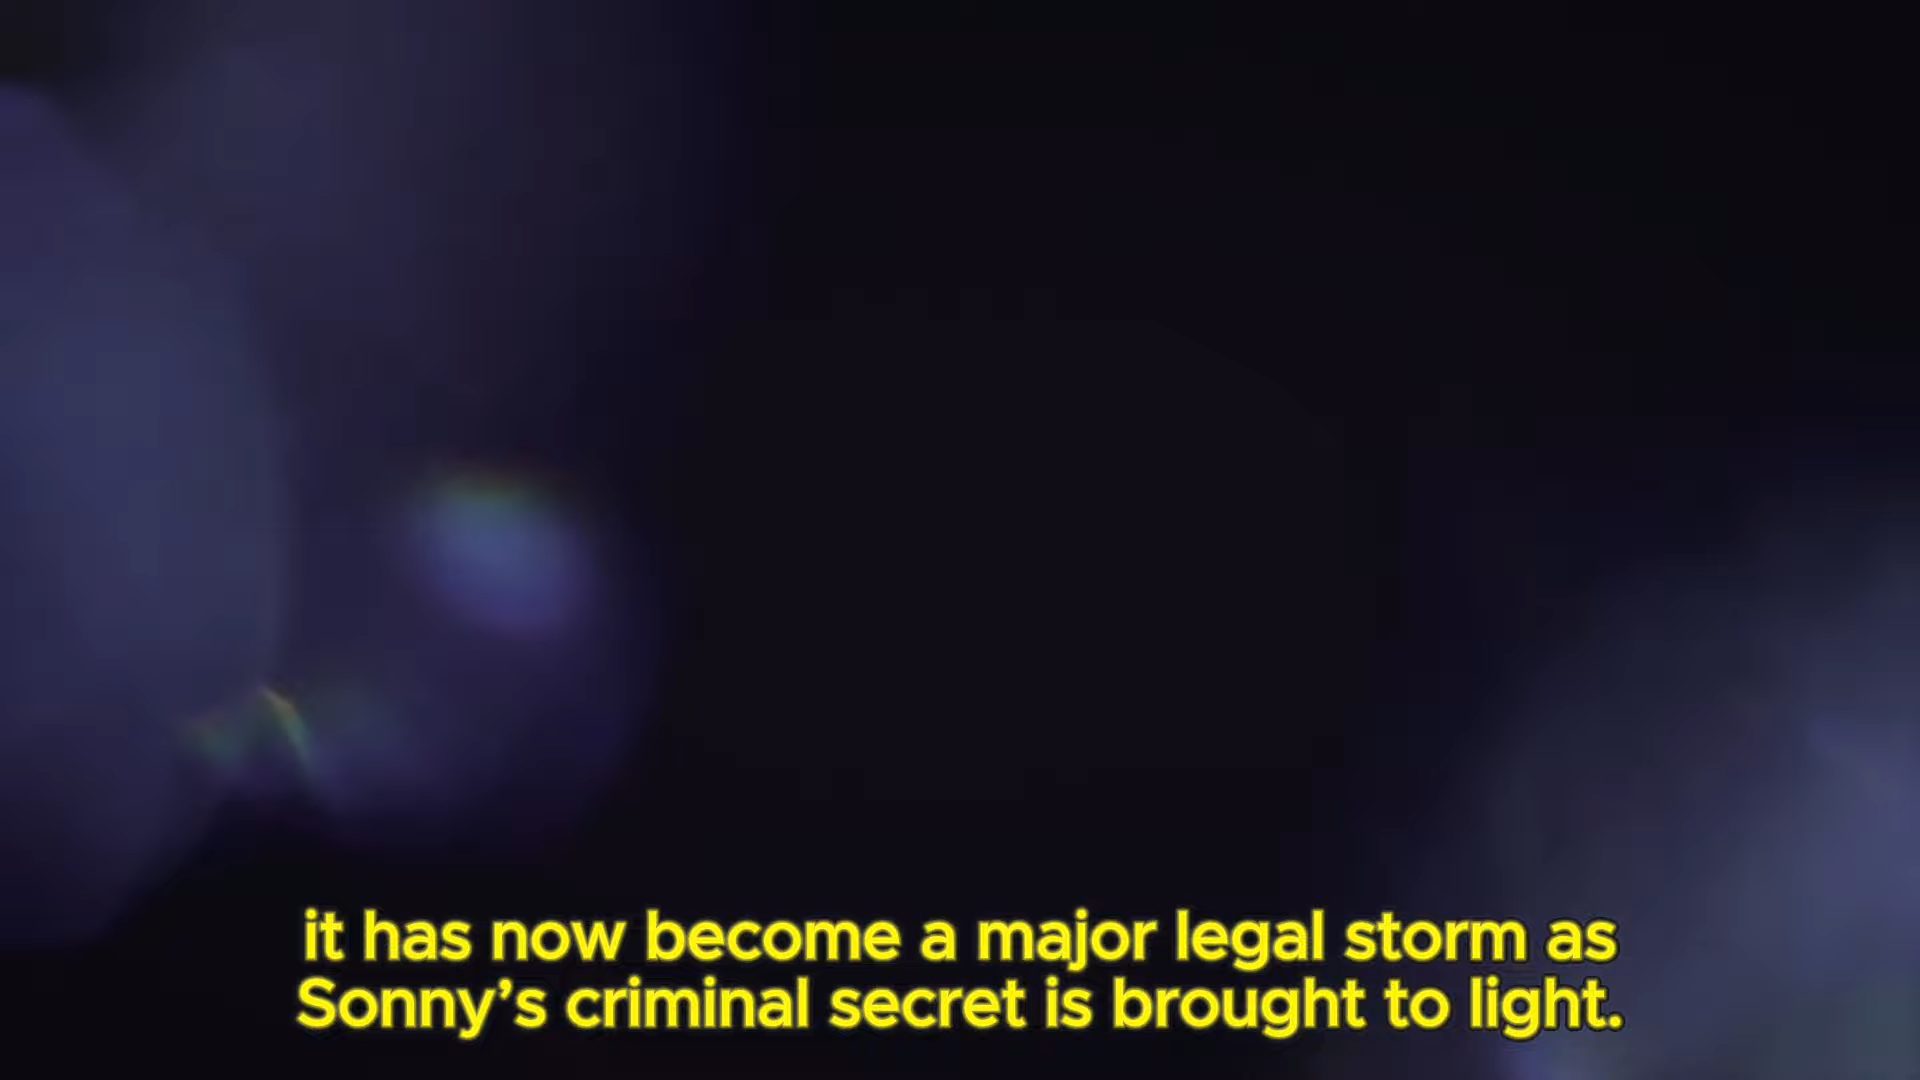 it has now become a major legal storm as
Sonny’s criminal secret is brought to light.